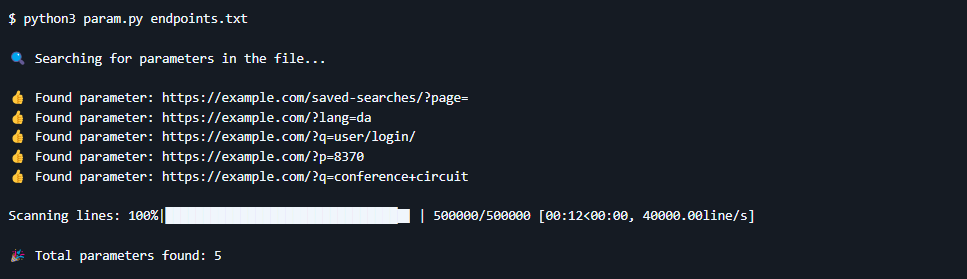 $ python3 param.py endpoints.txt
🔍 Searching for parameters in the file...
👍 Found parameter: https://example.com/saved-searches/?page=
👍 Found parameter: https://example.com/?lang=da
👍 Found parameter: https://example.com/?q=user/login/
👍 Found parameter: https://example.com/?p=8370
👍 Found parameter: https://example.com/?q=conference+circuit
Scanning lines: 100%|██████████████████████████████| | 500000/500000 [00:12<00:00, 40000.00line/s]
🎉 Total parameters found: 5